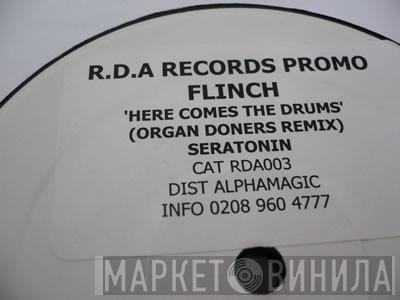 R.D.A RECORDS PROMO
FLINCH
'HERE COMES THE DRUMS'
(ORGAN DONERS REMIX)
SERATONIN
CAT RDA003
DIST ALPHAMAGIC
INFO 0208 960 4777
МАРКЕТ ВИНИЛА